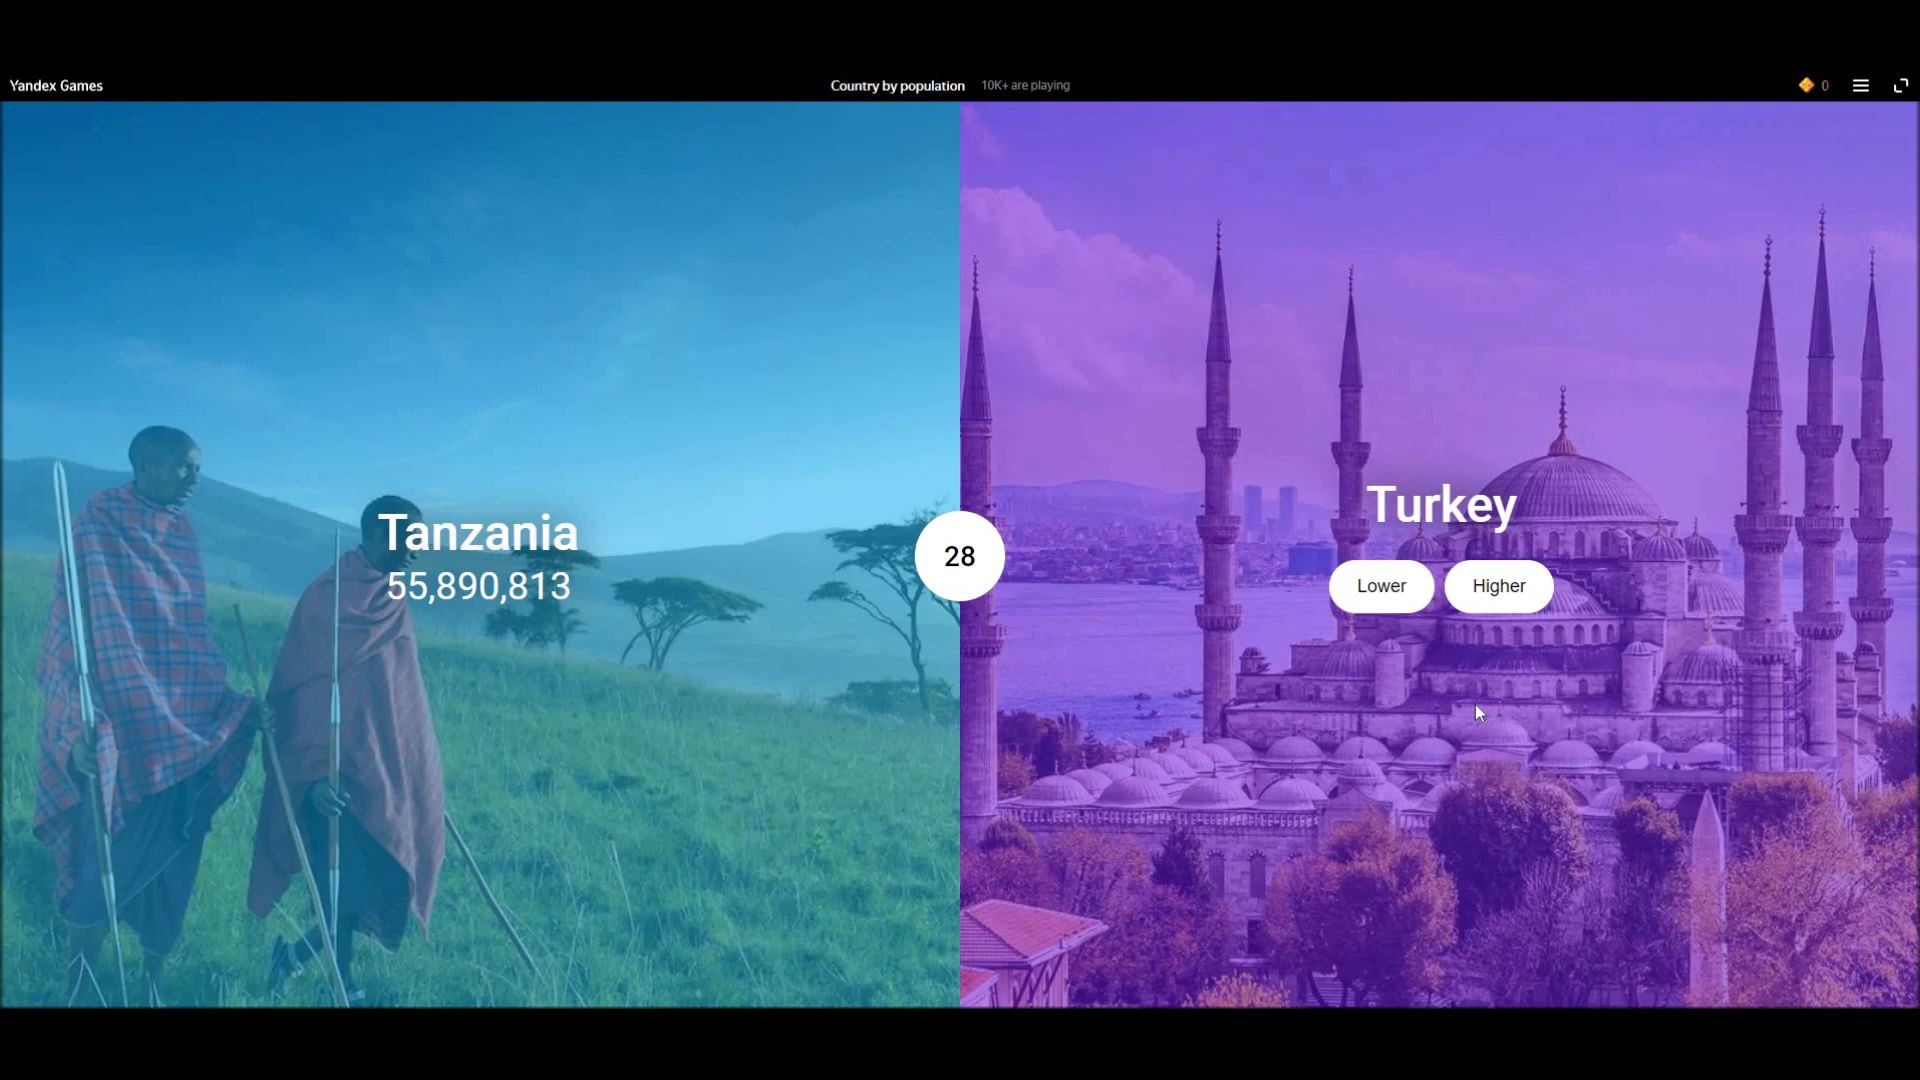 Yandex Games
Country by population 10K+ are playing
0
Tanzania
55,890,813
28
Turkey
Lower Higher